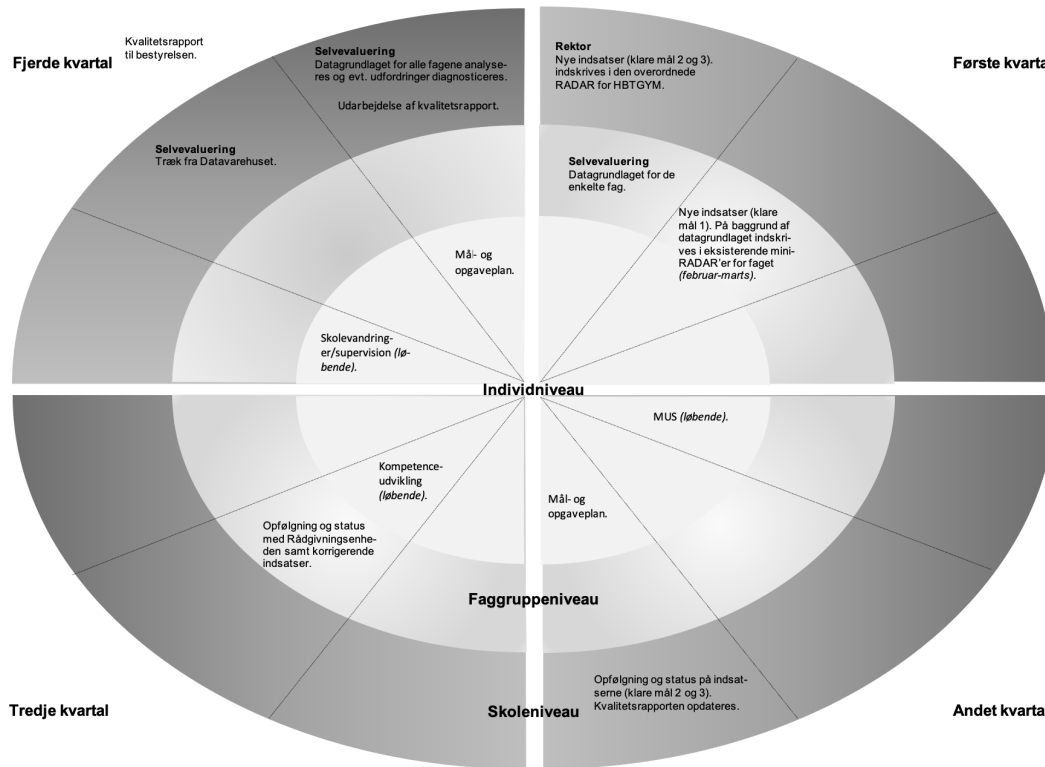 Fjerde kvartal
Kvalitetsrapport
til bestyrelsen.
Selvevaluering
Datagrundlaget for alle fagene analyse-
res og evt. udfordringer diagnosticeres.
Udarbejdelse af kvalitetsrapport.
Selvevaluering
Træk fra Datavarehuset.
Mål- og
opgaveplan.
Skolevandring-
er/supervision (lø-
bende).
Rektor
Nye indsatser (klare mål 2 og 3).
indskrives i den overordnede
RADAR for HBTGYM.
Første kvarta
Selvevaluering
Datagrundlaget for de
enkelte fag.
Nye indsatser (klare
mål 1). På baggrund af
datagrundlaget indskri-
ves i eksisterende mini-
RADAR'er for faget
(februar-marts).
Individniveau
Kompetence-
udvikling
(løbende).
Opfølgning og status
med Rådgivningsenhe-
den samt korrigerende
indsatser.
MUS (løbende).
Mål- og
opgaveplan.
Faggruppeniveau
Opfølgning og status på indsat-
serne (klare mål 2 og 3).
Kvalitetsrapporten opdateres.
Tredje kvartal
Skoleniveau
Andet kvarta